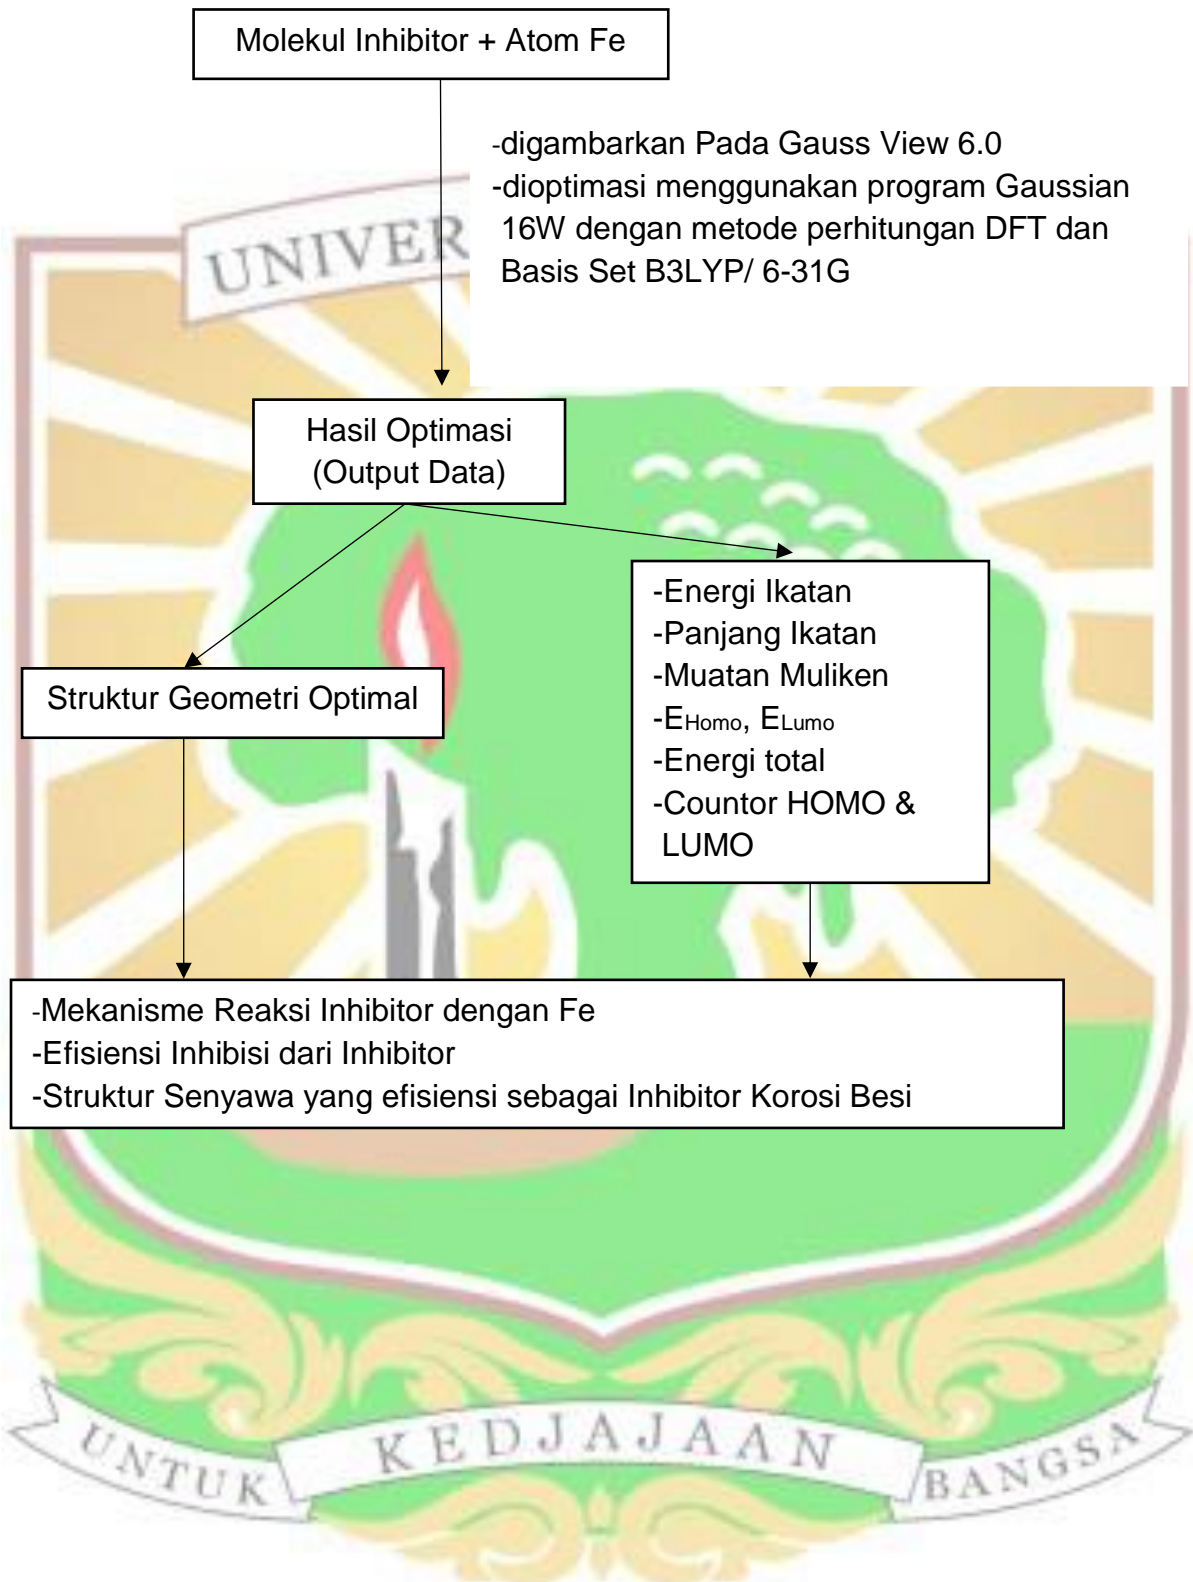 Molekul Inhibitor + Atom Fe
-digambarkan Pada Gauss View 6.0
-dioptimasi menggunakan program Gaussian
16W dengan metode perhitungan DFT dan
Basis Set B3LYP/ 6-31G
UNIVER
Hasil Optimasi
(Output Data)
-Energi Ikatan
-Panjang Ikatan
-Muatan Muliken
-EHomo, ELumo
-Energi total
-Countor HOMO &
LUMO
Struktur Geometri Optimal
-Mekanisme Reaksi Inhibitor dengan Fe
-Efisiensi Inhibisi dari Inhibitor
-Struktur Senyawa yang efisiensi sebagai Inhibitor Korosi Besi
UNTUK KEDJAJAAN BANGSA